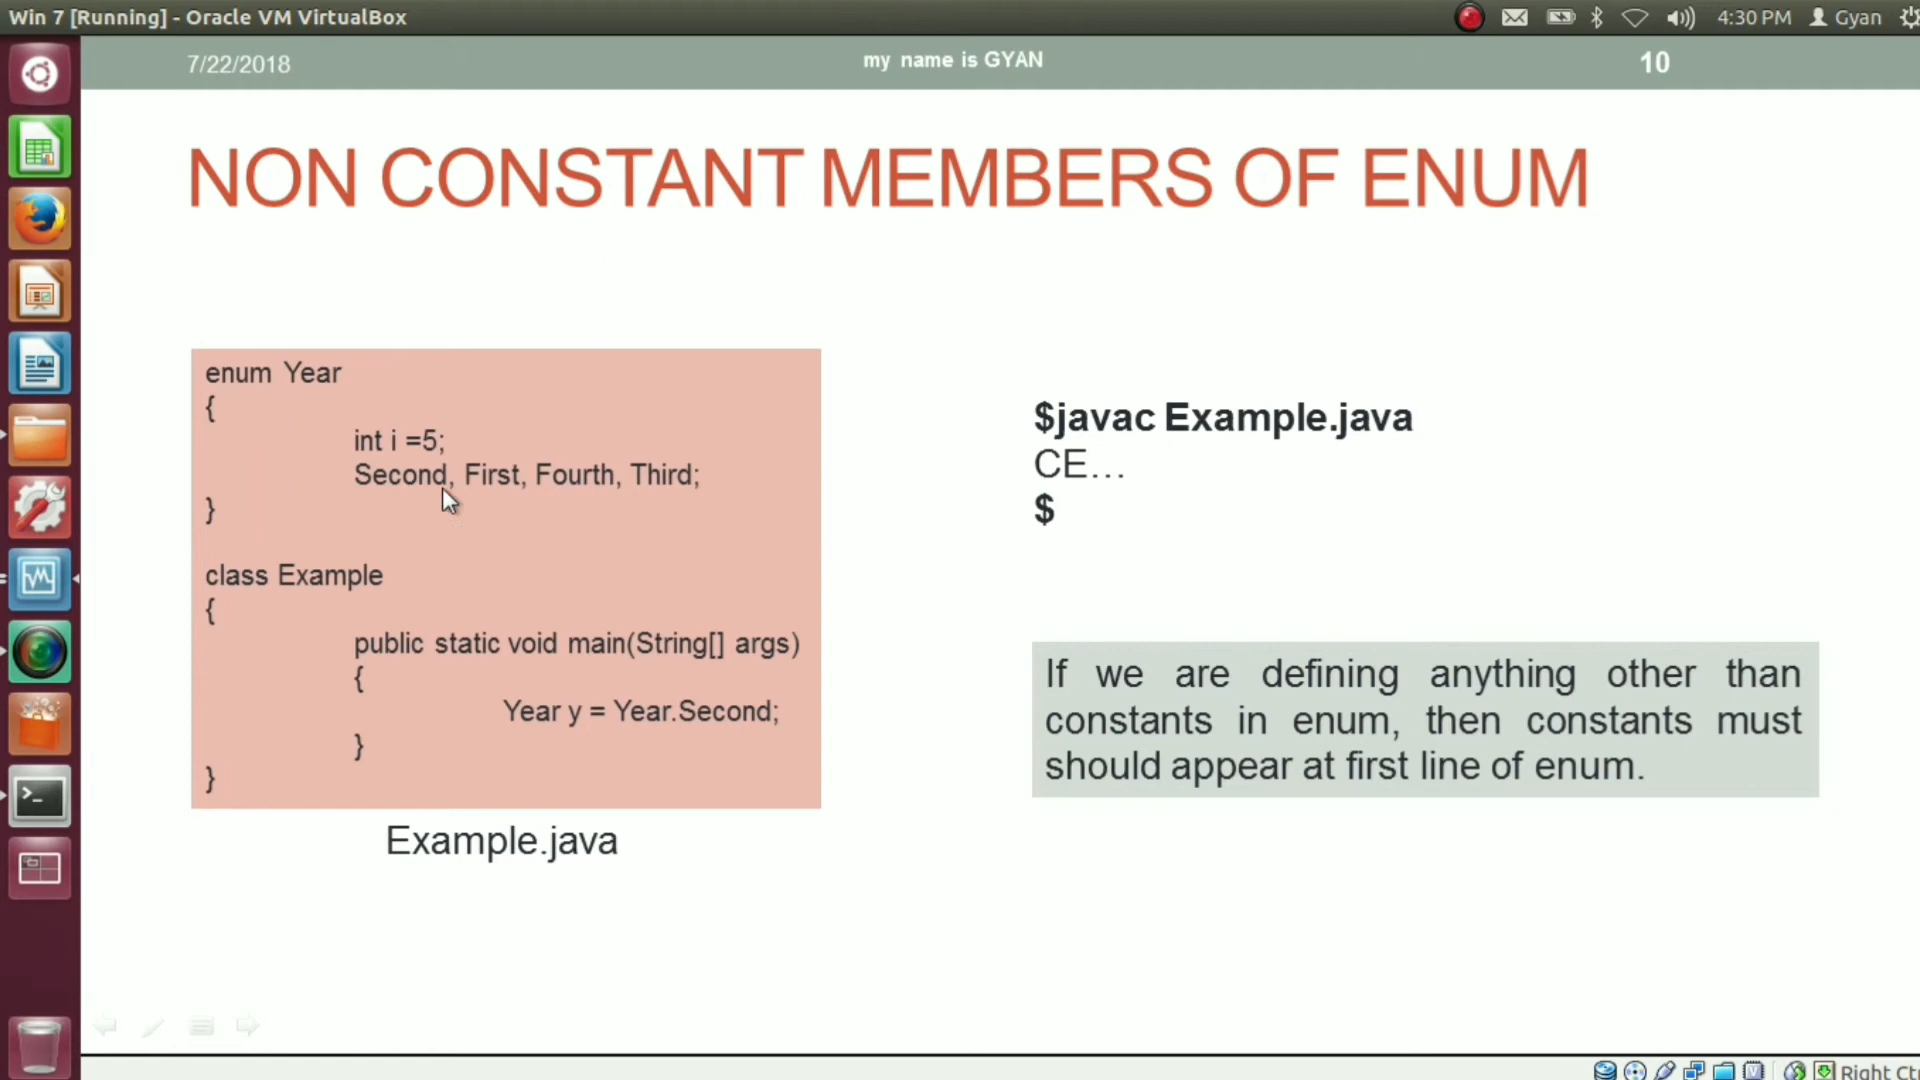 Win 7 [Running] - Oracle VM VirtualBox
4:30 PM
Gyan
7/22/2018
my name is GYAN
10
NON CONSTANT MEMBERS OF ENUM
enum Year
{
int i =5;
Second, First, Fourth, Third;
}
class Example
{
public static void main(String[] args)
{
Year y = Year.Second;
}
}
Example.java
$javac Example.java
CE...
$
If we are defining anything other than
constants in enum, then constants must
should appear at first line of enum.
Right Ct